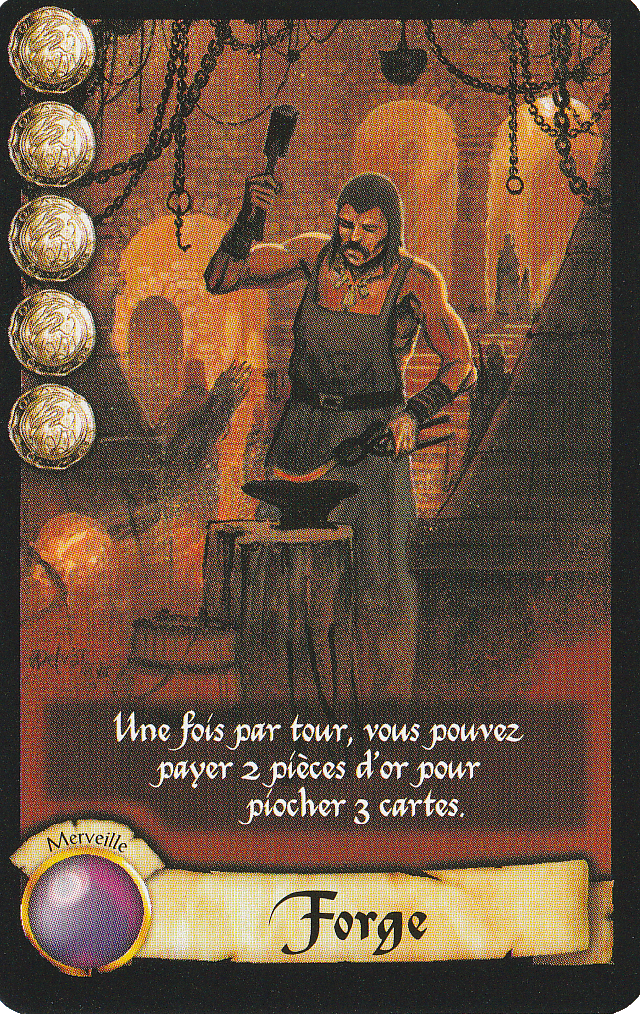 Une fois par tour, vous pouvez
payer 2 pièces d'or pour
piocher 3 cartes.
Merveille
Forge